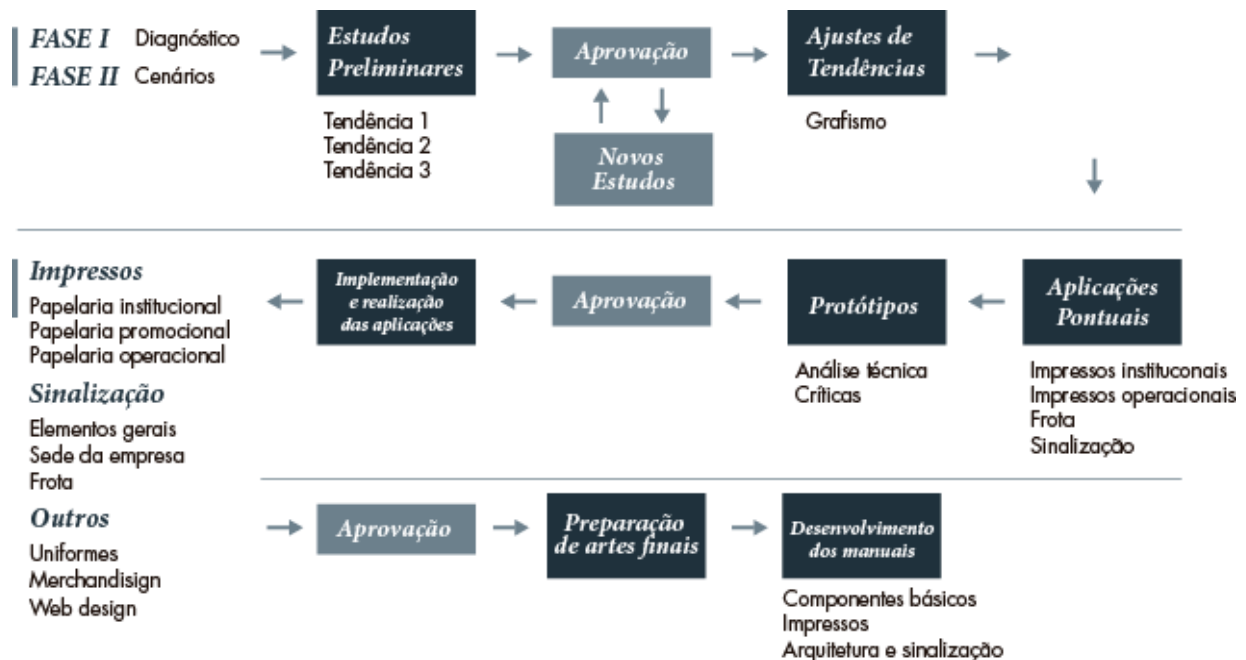 FASE I Diagnóstico
FASE II Cenários
Estudos
Preliminares
Tendência 1
Tendência 2
Tendência 3
Aprovação
Novos
Estudos
Ajustes de
Tendências
Grafismo
Aplicações
Pontuais
Impressos instituconais
Impressos operacionais
Frota
Sinalização
Protótipos
Análise técnica
Críticas
Aprovação
Implementação
e realização
das aplicações
Impressos
Papelaria institucional
Papelaria promocional
Papelaria operacional
Sinalização
Elementos gerais
Sede da empresa
Frota
Outros
Uniformes
Merchandisign
Web design
Aprovação
Preparação
de artes finais
Desenvolvimento
dos manuais
Componentes básicos
Impressos
Arquitetura e sinalização